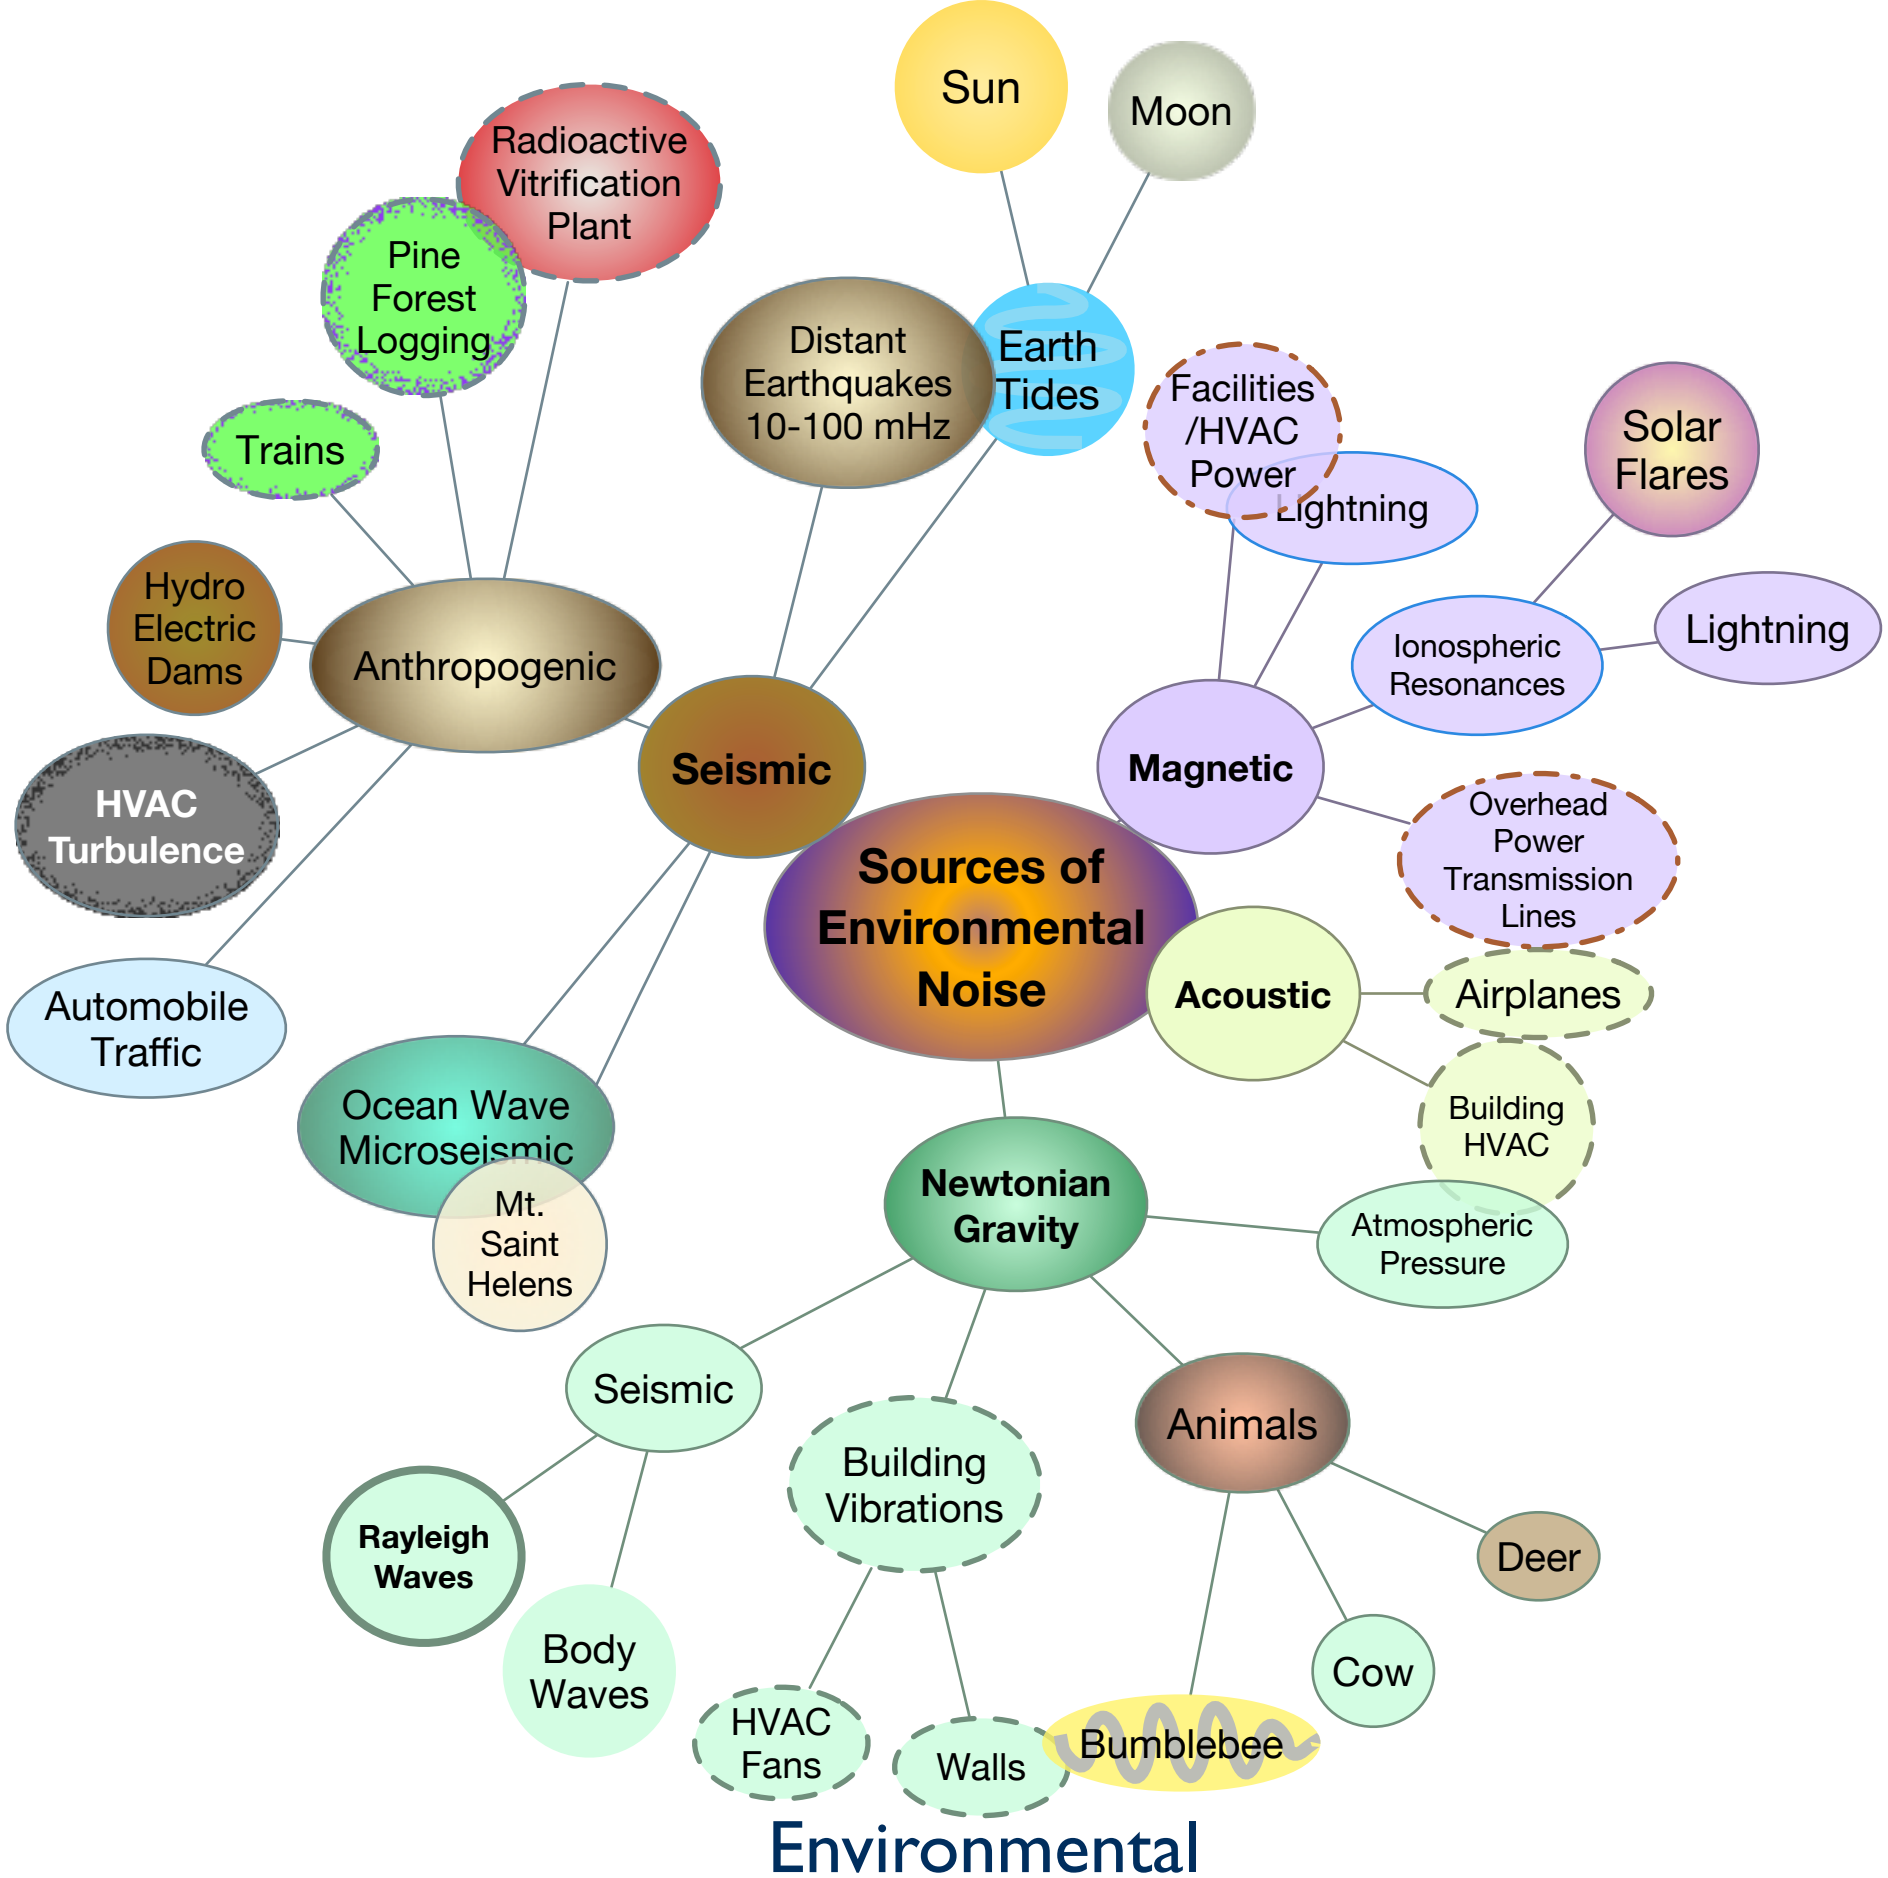 Sun
Moon
Radioactive
Vitrification
Plant
Pine
Forest
Logging
Distant
Earthquakes
10-100 mHz
Earth
Tides
Facilities
/HVAC
Power
Lightning
Solar
Flares
Trains
Hydro
Electric
Dams
Anthropogenic
Ionospheric
Resonances
Lightning
Seismic
Magnetic
HVAC
Turbulence
Overhead
Power
Transmission
Lines
Sources of
Environmental
Noise
Acoustic
Airplanes
Automobile
Traffic
Building
HVAC
Ocean Wave
Microseismic
Mt.
Saint
Helens
Newtonian
Gravity
Atmospheric
Pressure
Seismic
Building
Vibrations
Animals
Rayleigh
Waves
Body
Waves
Deer
Cow
HVAC
Fans
Walls
Bumblebee
Environmental